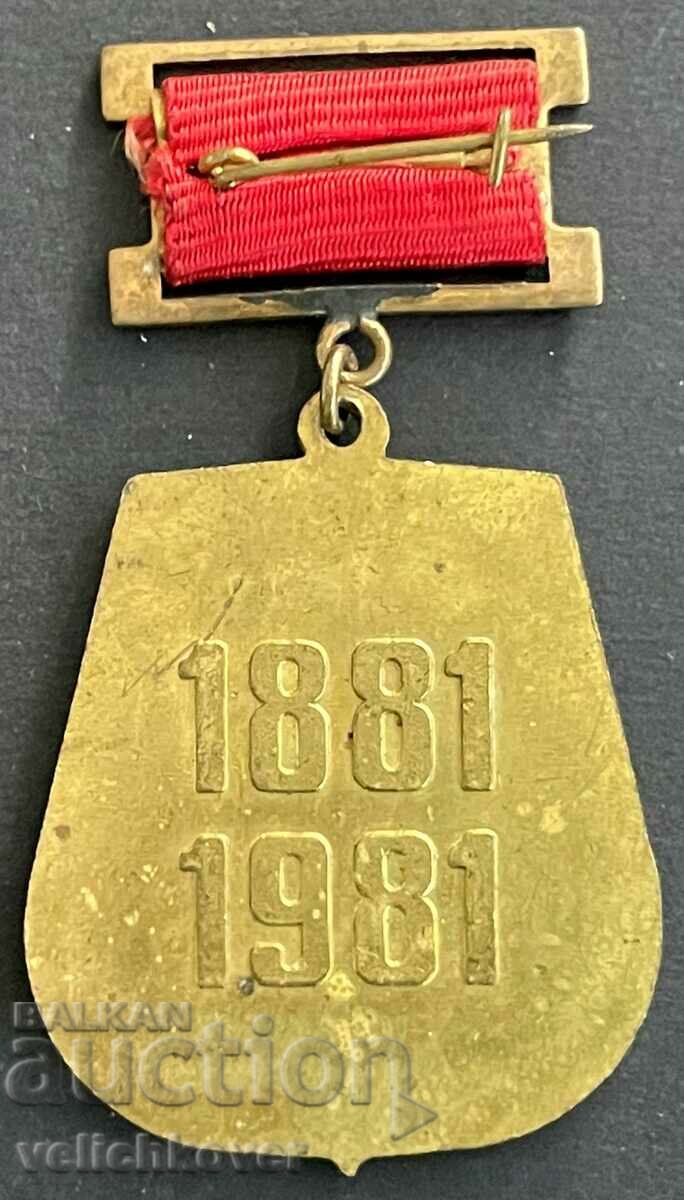 1881
1981
BALKAN
auction
velichkover